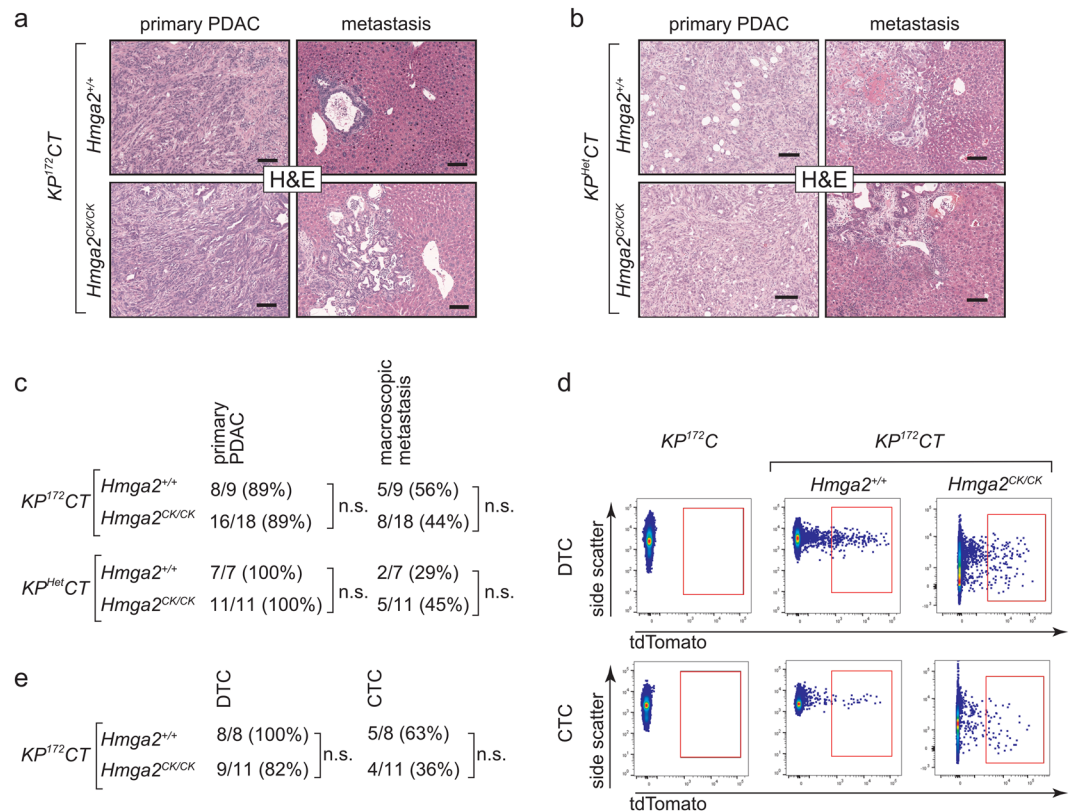 a
primary PDAC metastasis
KP172CT
Hmga2+/+
H&E
Hmga2CK/CK
b
primary PDAC metastasis
KPHetCT
Hmga2+/+
H&E
Hmga2CK/CK
c
primary PDAC
macroscopic metastasis
KP172CT
Hmga2+/+ 8/9 (89%) 5/9 (56%)
n.s. n.s.
Hmga2CK/CK 16/18 (89%) 8/18 (44%)
KPHetCT
Hmga2+/+ 7/7 (100%) 2/7 (29%)
n.s. n.s.
Hmga2CK/CK 11/11 (100%) 5/11 (45%)
d
KP172C KP172CT
Hmga2+/+ Hmga2CK/CK
DTC
side scatter
tdTomato
CTC
side scatter
tdTomato
e
DTC CTC
KP172CT
Hmga2+/+ 8/8 (100%) 5/8 (63%)
n.s. n.s.
Hmga2CK/CK 9/11 (82%) 4/11 (36%)